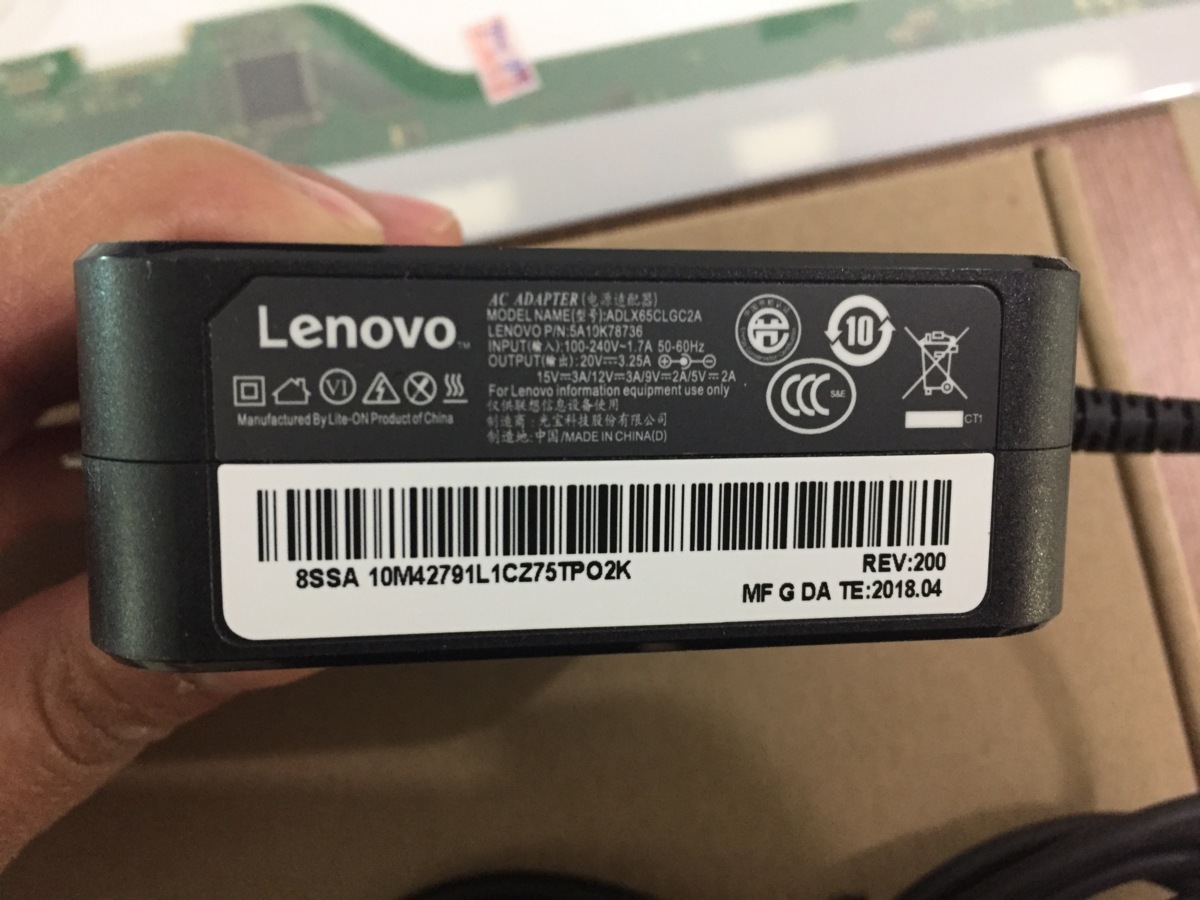 Lenovo™
VI
Manufactured By Lite-ON Product of China
AC ADAPTER (电源适配器)
MODEL NAME(型号):ADLX65CLGC2A
LENOVO P/N:5A10K78736
INPUT(輸入):100-240V~1.7A 50-60Hz
OUTPUT(輸出):20V⎓3.25A
15V⎓3A/12V⎓3A/9V⎓2A/5V⎓2A
For Lenovo information equipment use only
仅供联想信息设备使用
制造商:光宝科技股份有限公司
制造地:中国/MADE IN CHINA(D)
10
CCC
S&E
CT1
8SSA 10M42791L1CZ75TPO2K
REV:200
MF G DA TE:2018.04